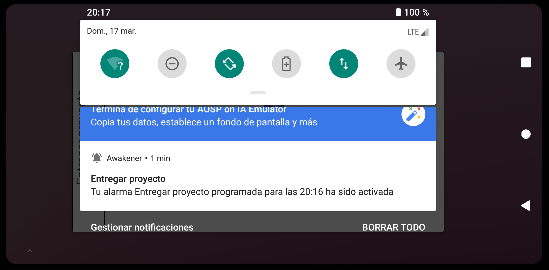 20:17
100 %
Dom., 17 mar.
LTE
?
Termina de configurar tu AOSP on IA Emulator
Copia tus datos, establece un fondo de pantalla y más
Awakener • 1 min
Entregar proyecto
Tu alarma Entregar proyecto programada para las 20:16 ha sido activada
Gestionar notificaciones
BORRAR TODO